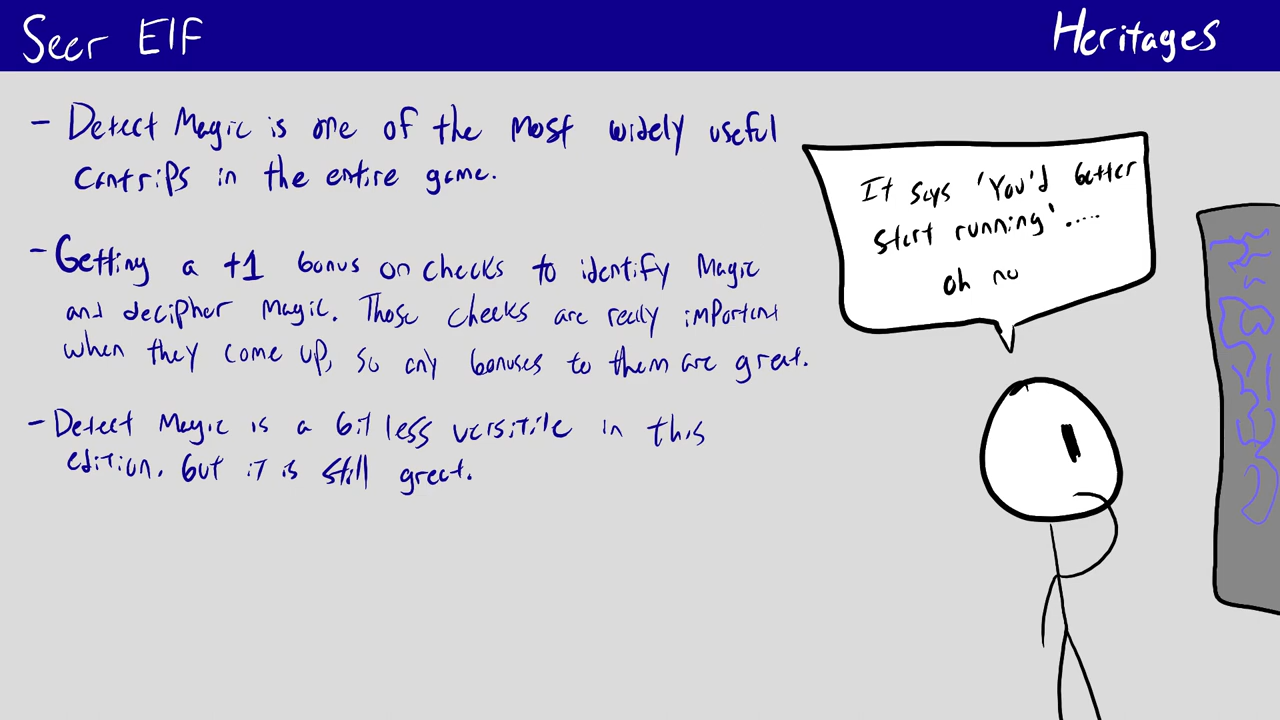 Seer Elf
Heritages
- Detect Magic is one of the most widely useful
cantrips in the entire game.
- Getting a +1 bonus on checks to identify Magic
and decipher Magic. Those checks are really important
when they come up, so any bonuses to them are great.
- Detect Magic is a bit less versitile in this
edition. but it is still great.
It says 'You'd better
start running'.....
oh no